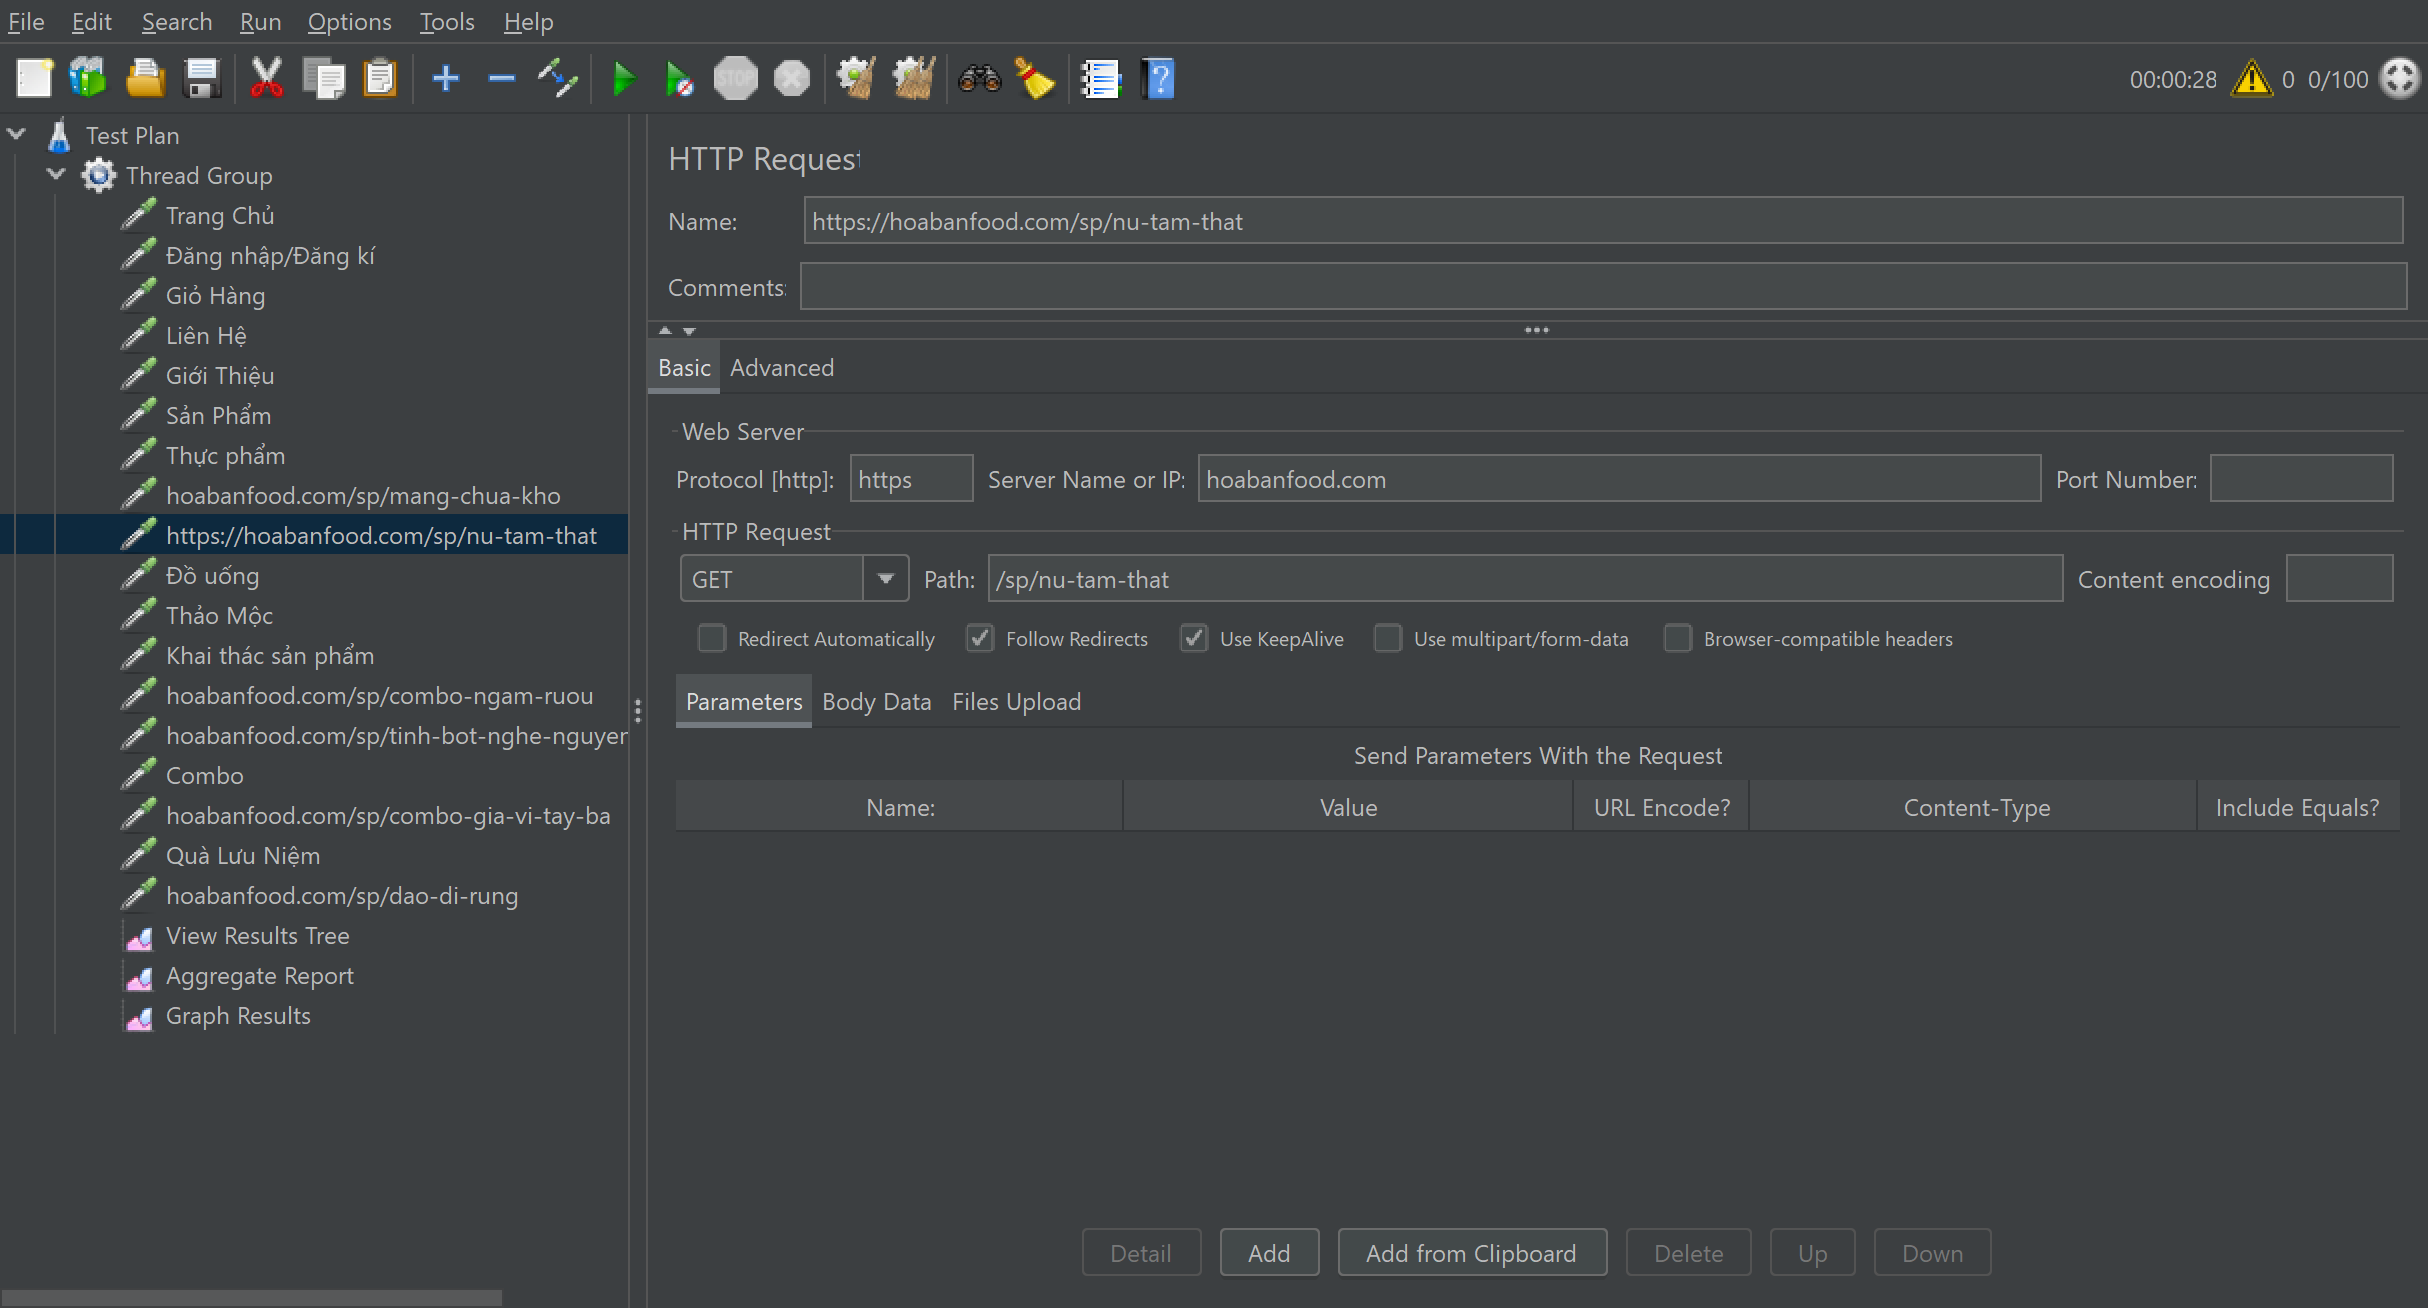 File Edit Search Run Options Tools Help
STOP
00:00:28 0 0/100
Test Plan
Thread Group
Trang Chủ
Đăng nhập/Đăng kí
Giỏ Hàng
Liên Hệ
Giới Thiệu
Sản Phẩm
Thực phẩm
hoabanfood.com/sp/mang-chua-kho
https://hoabanfood.com/sp/nu-tam-that
Đồ uống
Thảo Mộc
Khai thác sản phẩm
hoabanfood.com/sp/combo-ngam-ruou
hoabanfood.com/sp/tinh-bot-nghe-nguyen
Combo
hoabanfood.com/sp/combo-gia-vi-tay-ba
Quà Lưu Niệm
hoabanfood.com/sp/dao-di-rung
View Results Tree
Aggregate Report
Graph Results
HTTP Request
Name: https://hoabanfood.com/sp/nu-tam-that
Comments:
Basic Advanced
Web Server
Protocol [http]: https Server Name or IP: hoabanfood.com Port Number:
HTTP Request
GET Path: /sp/nu-tam-that Content encoding
Redirect Automatically Follow Redirects Use KeepAlive Use multipart/form-data Browser-compatible headers
Parameters Body Data Files Upload
Send Parameters With the Request
Name: Value URL Encode? Content-Type Include Equals?
Detail Add Add from Clipboard Delete Up Down